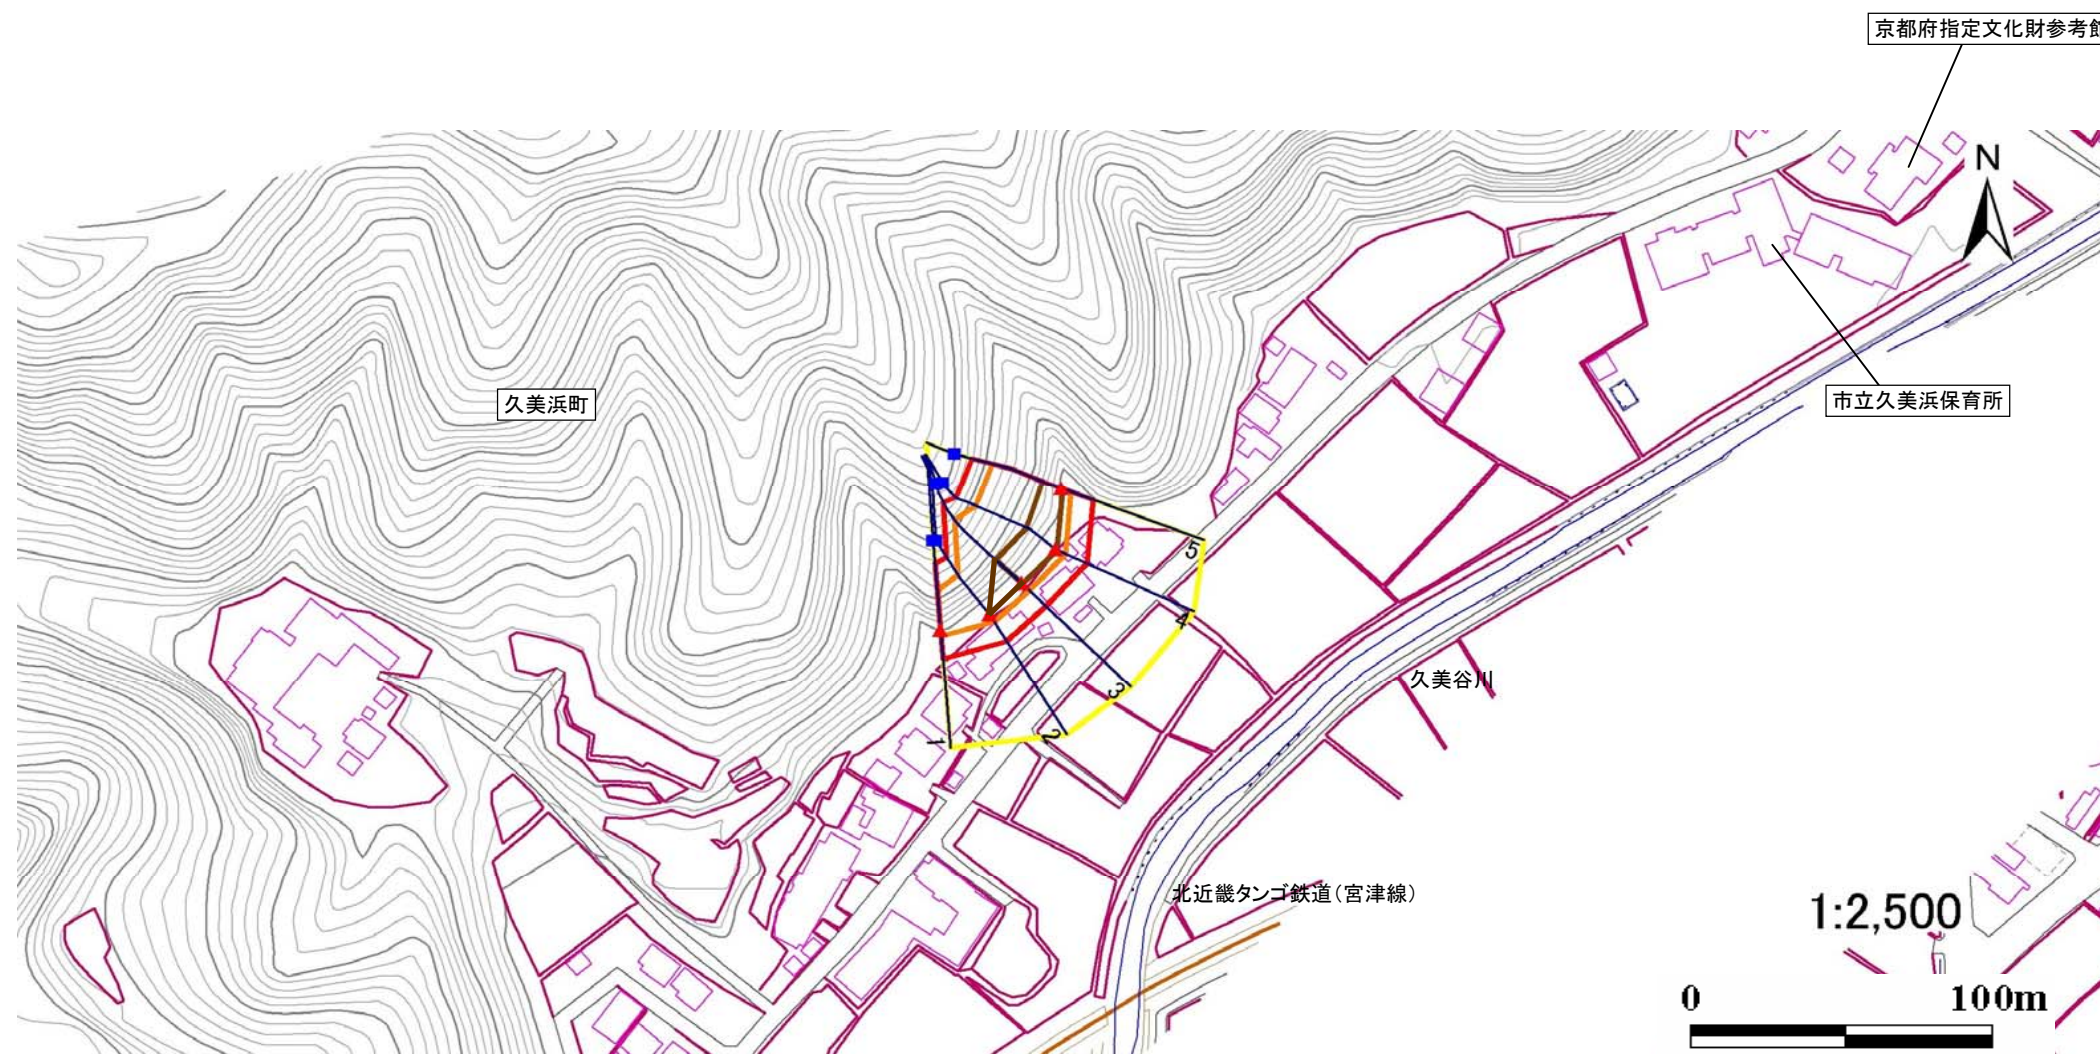 京都府指定文化財参考館
N
久美浜町
市立久美浜保育所
5
4
3
2
1
久美谷川
北近畿タンゴ鉄道（宮津線）
1:2,500
0 100m